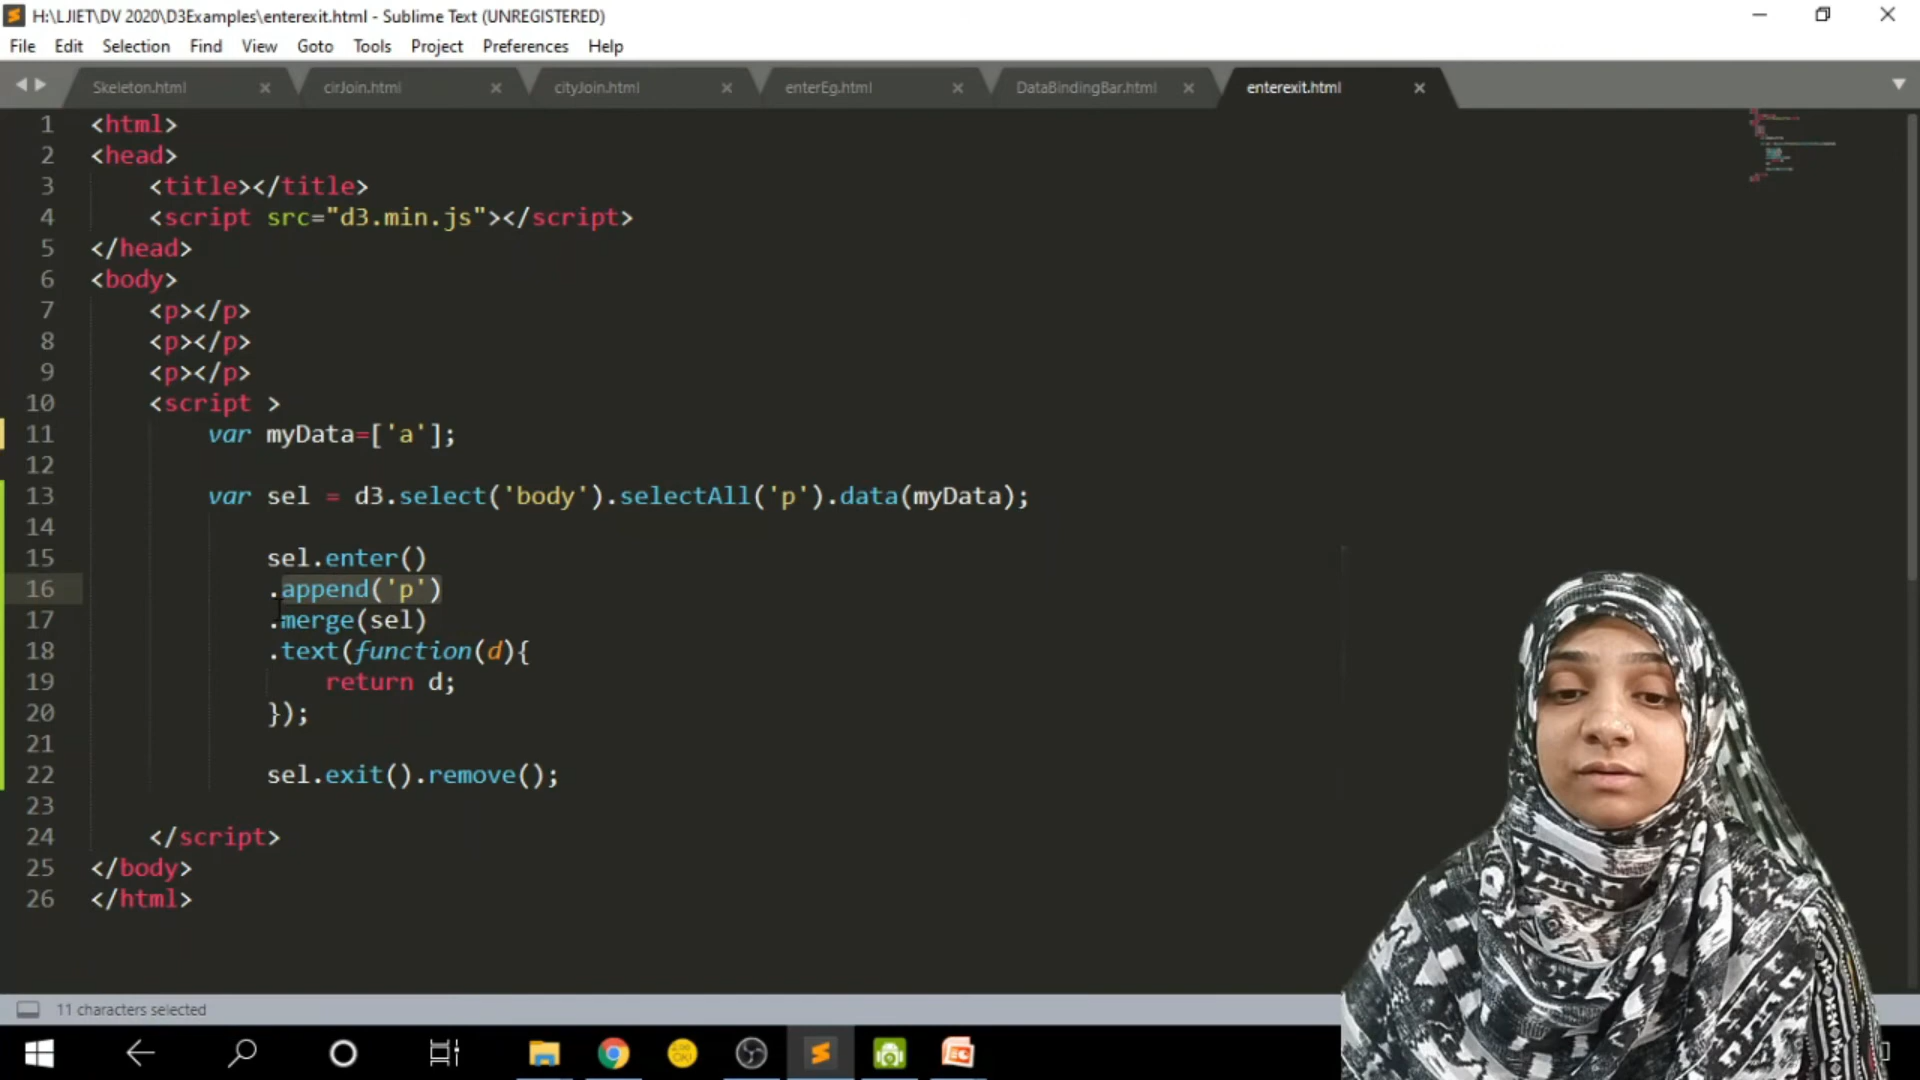 H:\LJIET\DV 2020\D3Examples\enterexit.html - Sublime Text (UNREGISTERED)
File Edit Selection Find View Goto Tools Project Preferences Help
Skeleton.html cirJoin.html cityJoin.html enterEg.html DataBindingBar.html enterexit.html
1 <html>
2 <head>
3 <title></title>
4 <script src="d3.min.js"></script>
5 </head>
6 <body>
7 <p></p>
8 <p></p>
9 <p></p>
10 <script >
11 var myData=['a'];
12
13 var sel = d3.select('body').selectAll('p').data(myData);
14
15 sel.enter()
16 .append('p')
17 .merge(sel)
18 .text(function(d){
19 return d;
20 });
21
22 sel.exit().remove();
23
24 </script>
25 </body>
26 </html>
11 characters selected